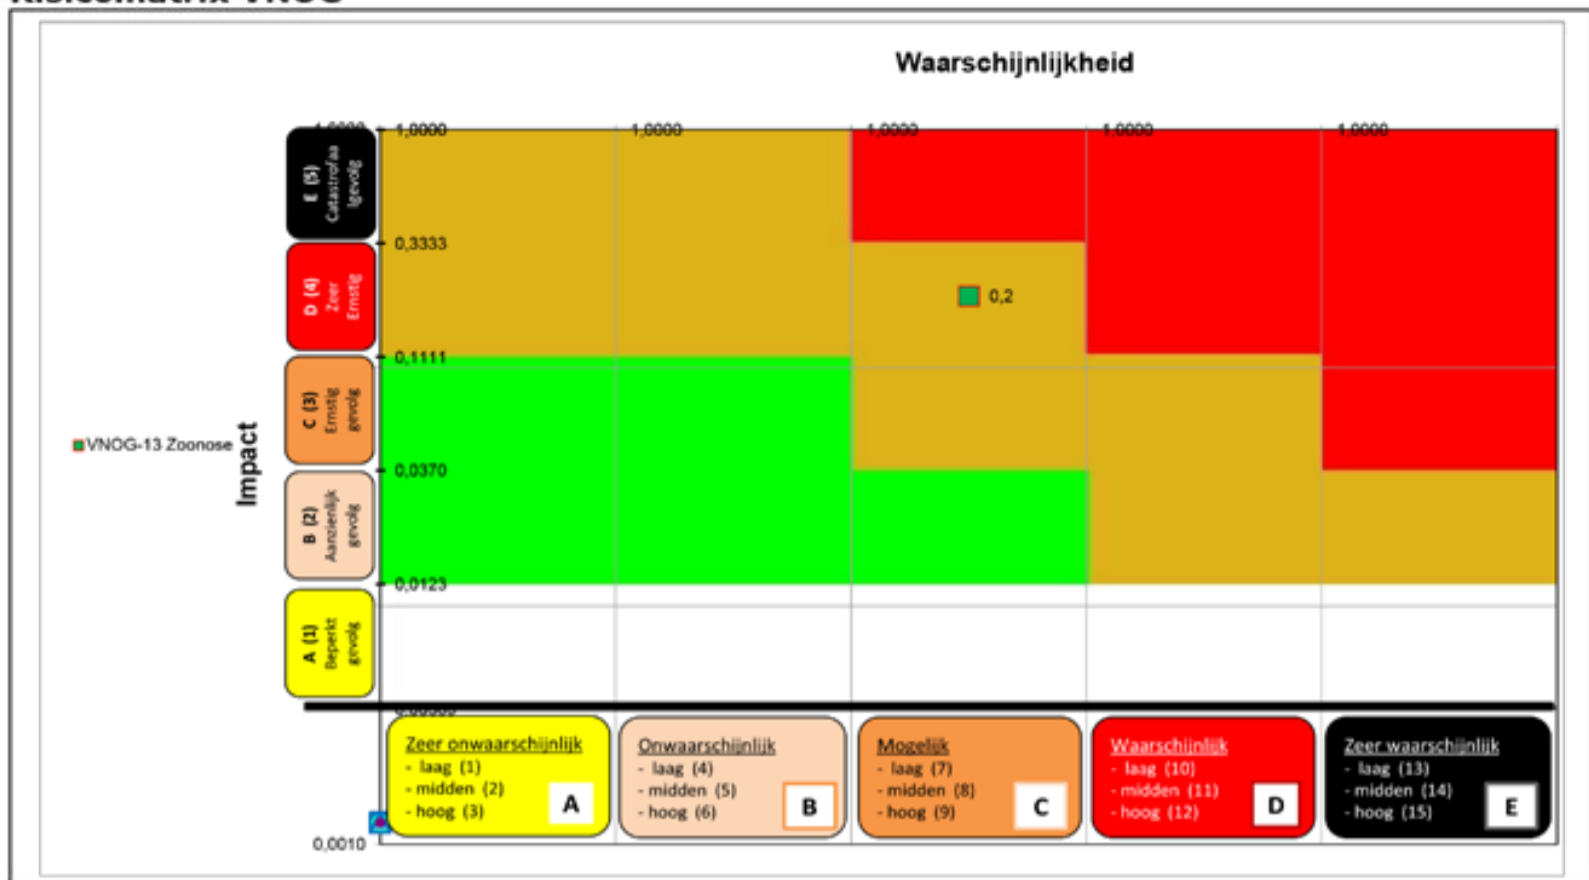 Risicomatrix VNOG
Waarschijnlijkheid
1,0000
1,0000
1,0000
1,0000
1,0000
1,0000
E (5)
Catastrofaa
lgevolg
0,3333
D (4)
Zeer
Ernstig
0,2
0,1111
C (3)
Ernstig
gevolg
VNOG-13 Zoonose
Impact
0,0370
B (2)
Aanzienlijk
gevolg
0,0123
A (1)
Beperkt
gevolg
Zeer onwaarschijnlijk
- laag (1)
- midden (2)
- hoog (3)
A
Onwaarschijnlijk
- laag (4)
- midden (5)
- hoog (6)
B
Mogelijk
- laag (7)
- midden (8)
- hoog (9)
C
Waarschijnlijk
- laag (10)
- midden (11)
- hoog (12)
D
Zeer waarschijnlijk
- laag (13)
- midden (14)
- hoog (15)
E
0,0010